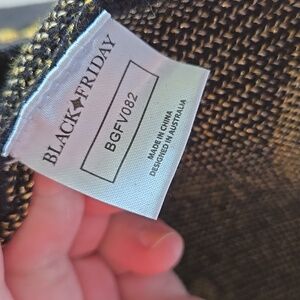 BLACK FRIDAY
BGFV082
MADE IN CHINA
DESIGNED IN AUSTRALIA